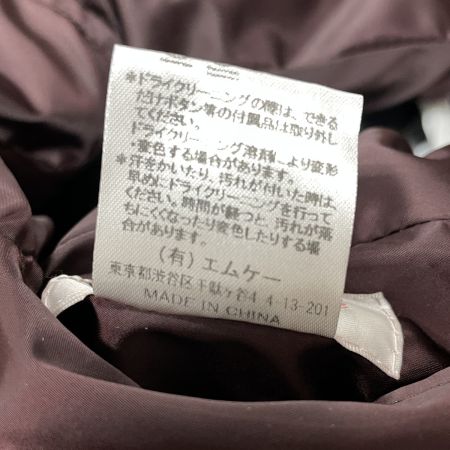 *ドライクリーニングの際は、できる
だけボタン等の付属品は取り外し
てください。
ドライクリーニング溶剤により変形
・変色する場合があります。
*汗をかいたり、汚れが付いた時は
早めにドライクリーニングを行って
ください。時間が経つと、汚れが落
ちにくくなったり変色したりする場
合があります。
(有) エムケー
東京都渋谷区千駄ヶ谷4-4-13-201
MADE IN CHINA